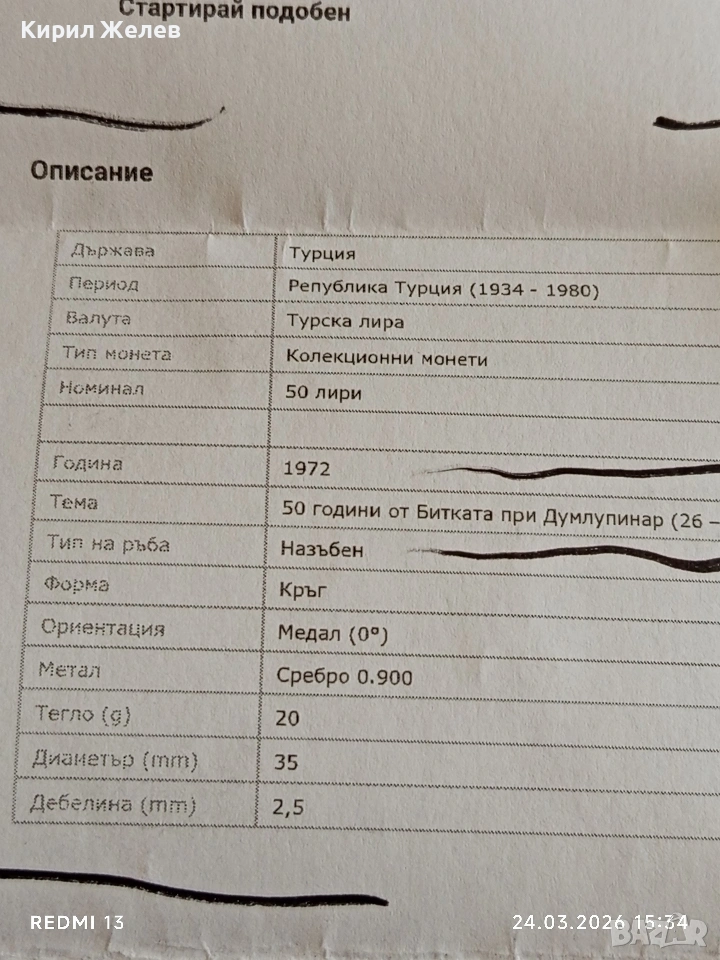 Стартирай подобен
Кирил Желев
Описание
Държава Турция
Период Република Турция (1934 - 1980)
Валута Турска лира
Тип монета Колекционни монети
Номинал 50 лири
Година 1972
Тема 50 години от Битката при Думлупинар (26 –
Тип на ръба Назъбен
Форма Кръг
Ориентация Медал (0°)
Метал Сребро 0.900
Тегло (g) 20
Диаметър (mm) 35
Дебелина (mm) 2,5
REDMI 13 24.03.2026 15:34
BAZAR